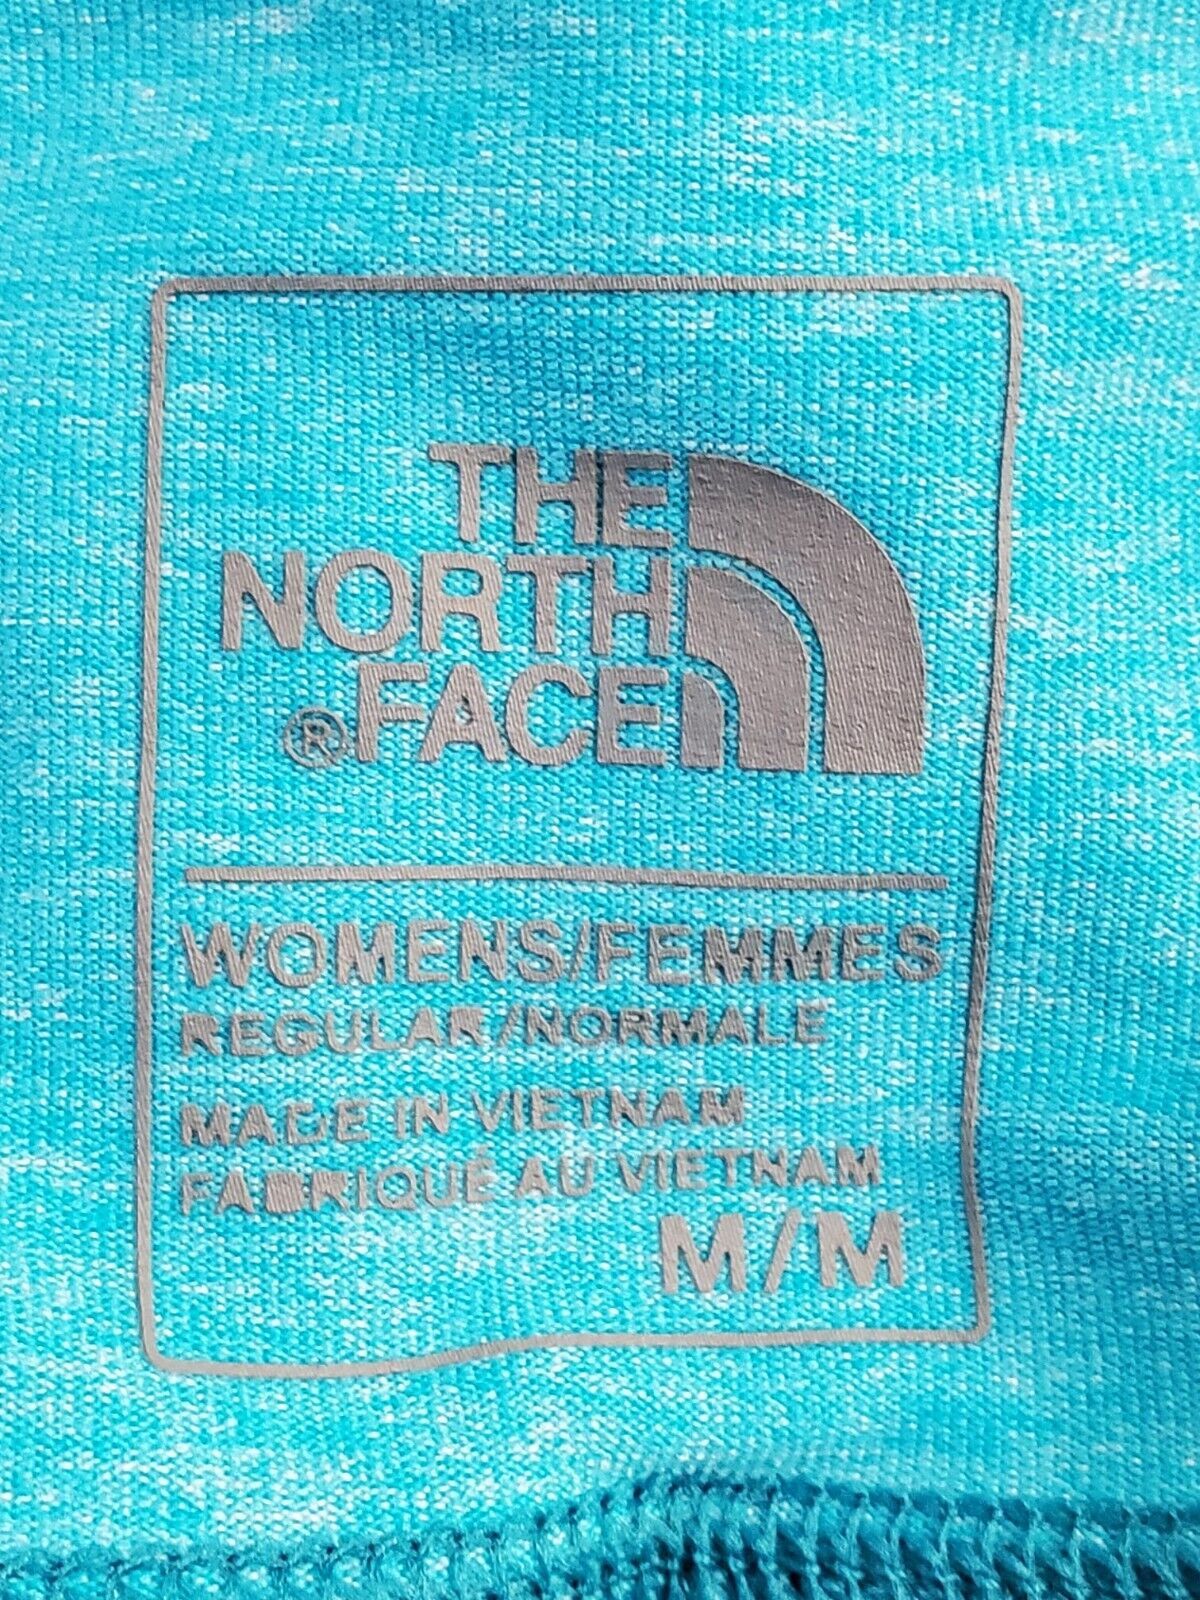 THE
NORTH
®FACE
WOMENS/FEMMES
REGULAR/NORMALE
MADE IN VIETNAM
FABRIQUÉ AU VIETNAM
M/M